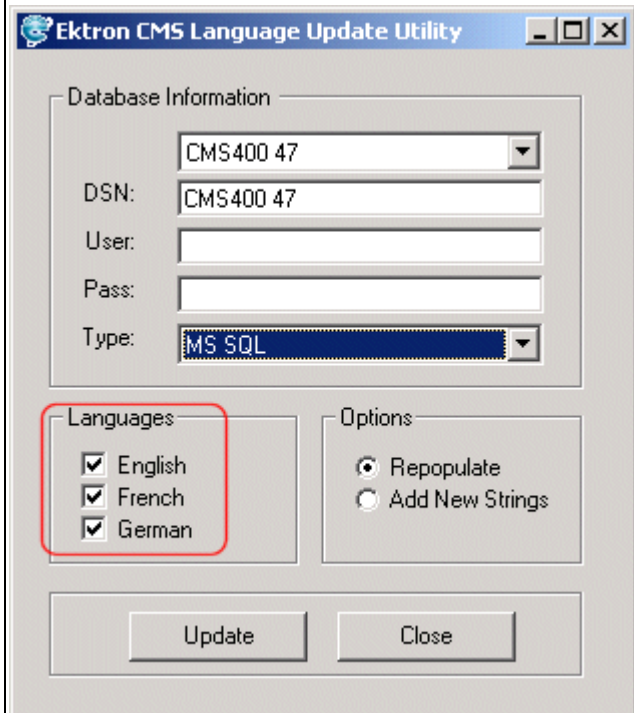 Ektron CMS Language Update Utility
Database Information
CMS400 47
DSN: CMS400 47
User:
Pass:
Type: MS SQL
Languages
English
French
German
Options
Repopulate
Add New Strings
Update
Close